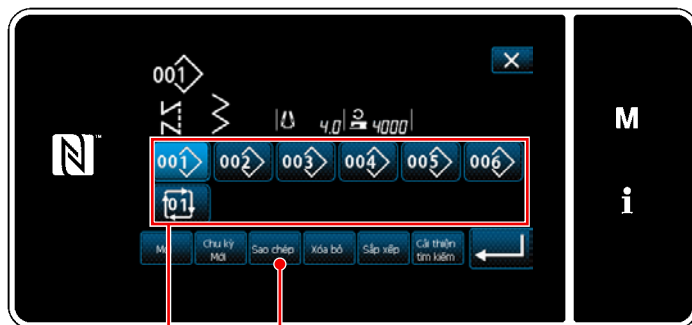 001
4.0 4000
M
001 002 003 004 005 006
01
i
Chu kỳ Mới Sao chép Xóa bỏ Sắp xếp Cải thiện tìm kiếm